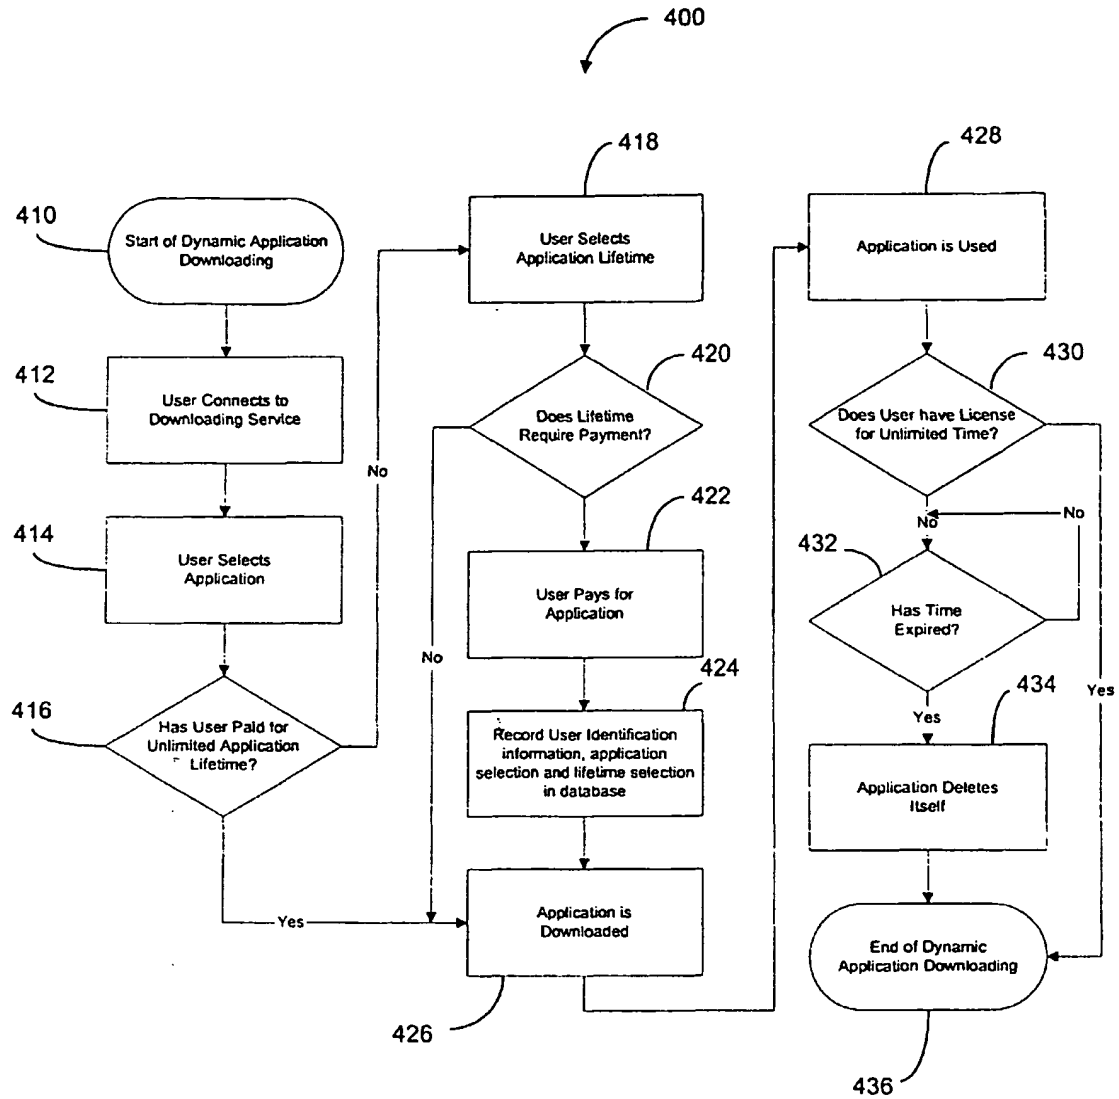 400
410
Start of Dynamic Application
Downloading
412
User Connects to
Downloading Service
414
User Selects
Application
416
Has User Paid for
Unlimited Application
Lifetime?
No
Yes
418
User Selects
Application Lifetime
420
Does Lifetime
Require Payment?
No
422
User Pays for
Application
424
Record User Identification
information, application
selection and lifetime selection
in database
Application is
Downloaded
426
428
Application is Used
430
Does User have License
for Unlimited Time?
No
No
432
Has Time
Expired?
Yes
Yes
434
Application Deletes
Itself
End of Dynamic
Application Downloading
436